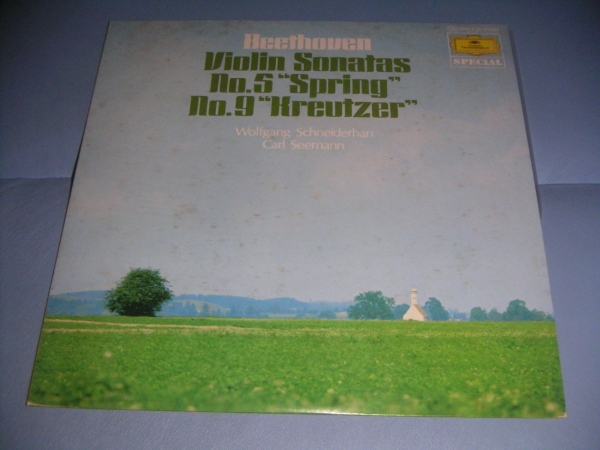 Beethoven
Violin Sonatas
No.5 “Spring”
No.9 “Kreutzer”
Wolfgang Schneiderhan
Carl Seemann
SPECIAL